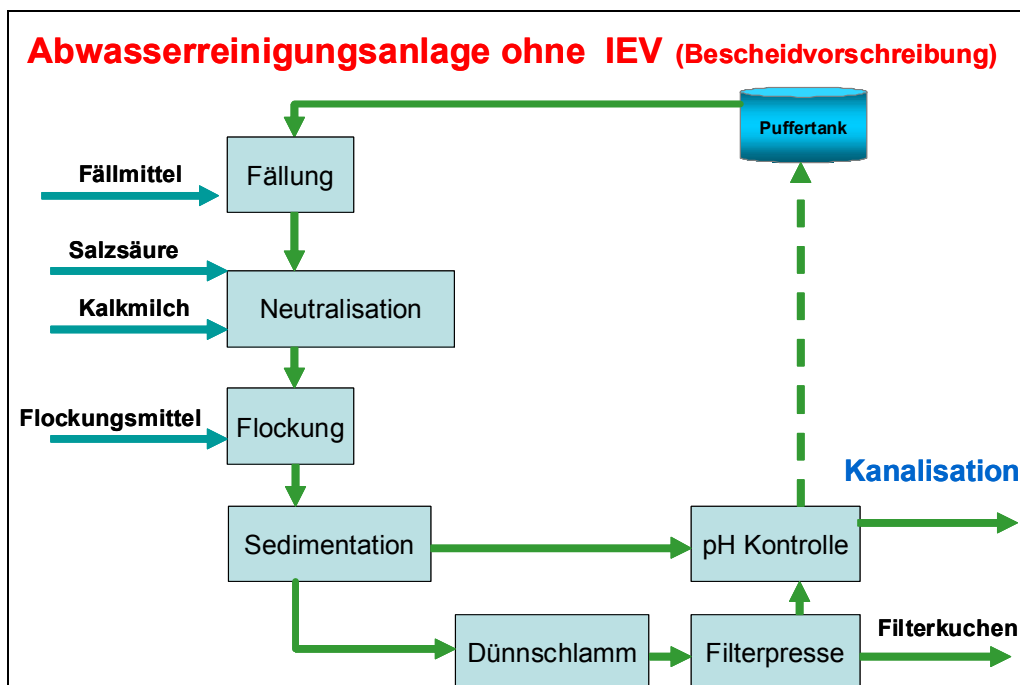 Abwasserreinigungsanlage ohne IEV (Bescheidvorschreibung)
Puffertank
Fällmittel
Fällung
Salzsäure
Kalkmilch
Neutralisation
Flockungsmittel
Flockung
Kanalisation
Sedimentation
pH Kontrolle
Filterkuchen
Dünnschlamm
Filterpresse